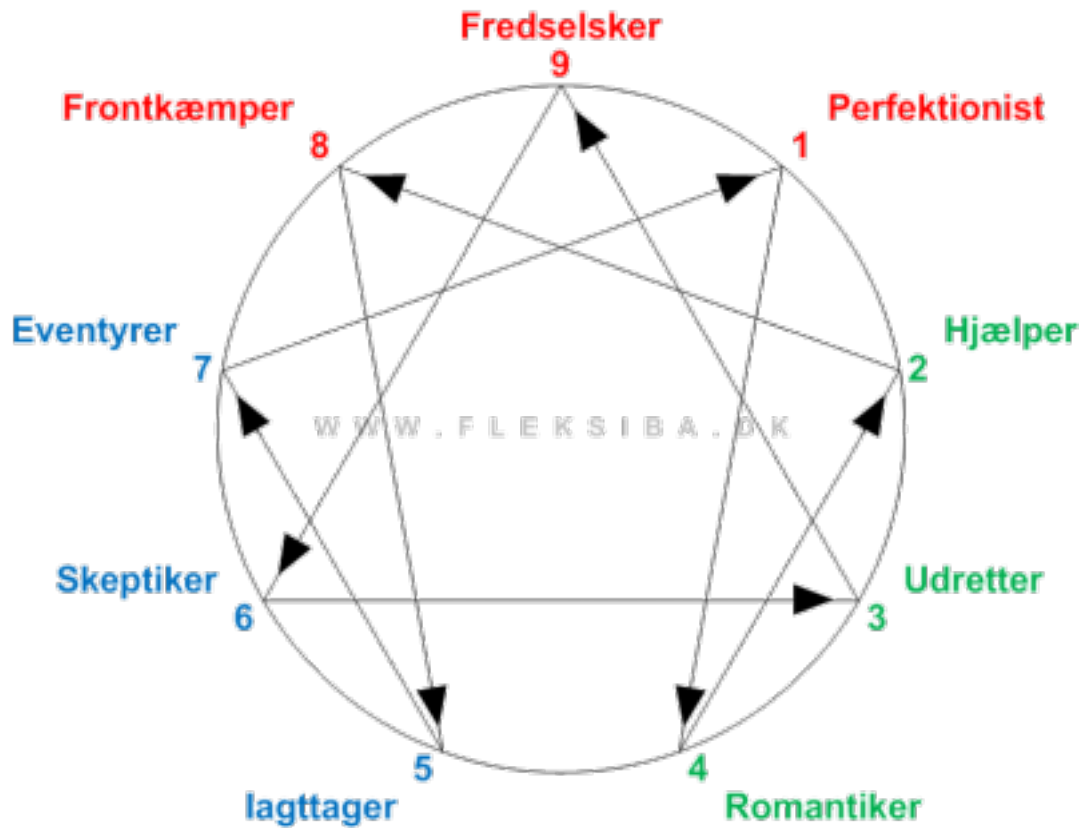 Fredselsker
9
Frontkæmper
8
Perfektionist
1
Eventyrer
7
Hjælper
2
WWW.FLEKSIBA.DK
Skeptiker
6
Udretter
3
5
Iagttager
4
Romantiker